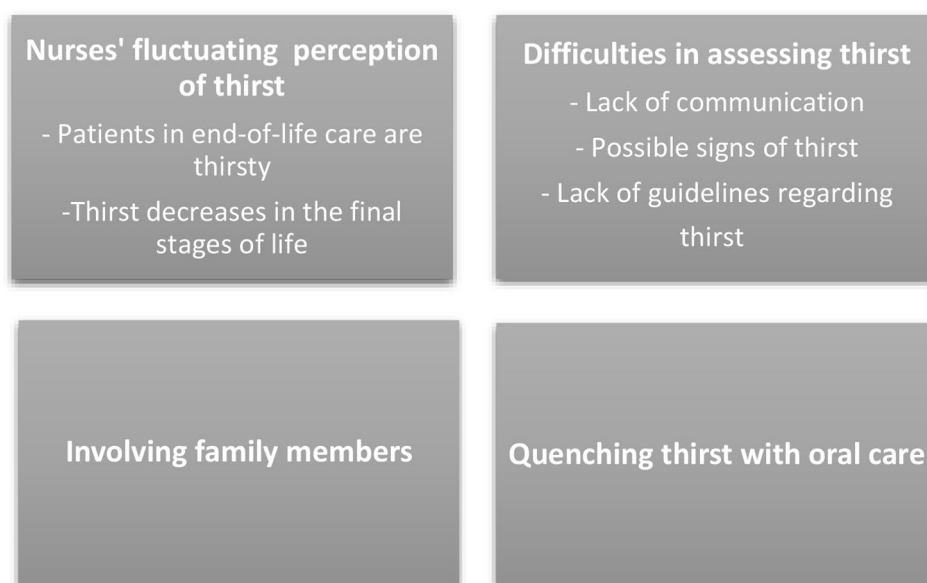 Nurses' fluctuating perception
of thirst
- Patients in end-of-life care are
thirsty
-Thirst decreases in the final
stages of life
Difficulties in assessing thirst
- Lack of communication
- Possible signs of thirst
- Lack of guidelines regarding
thirst
Involving family members
Quenching thirst with oral care